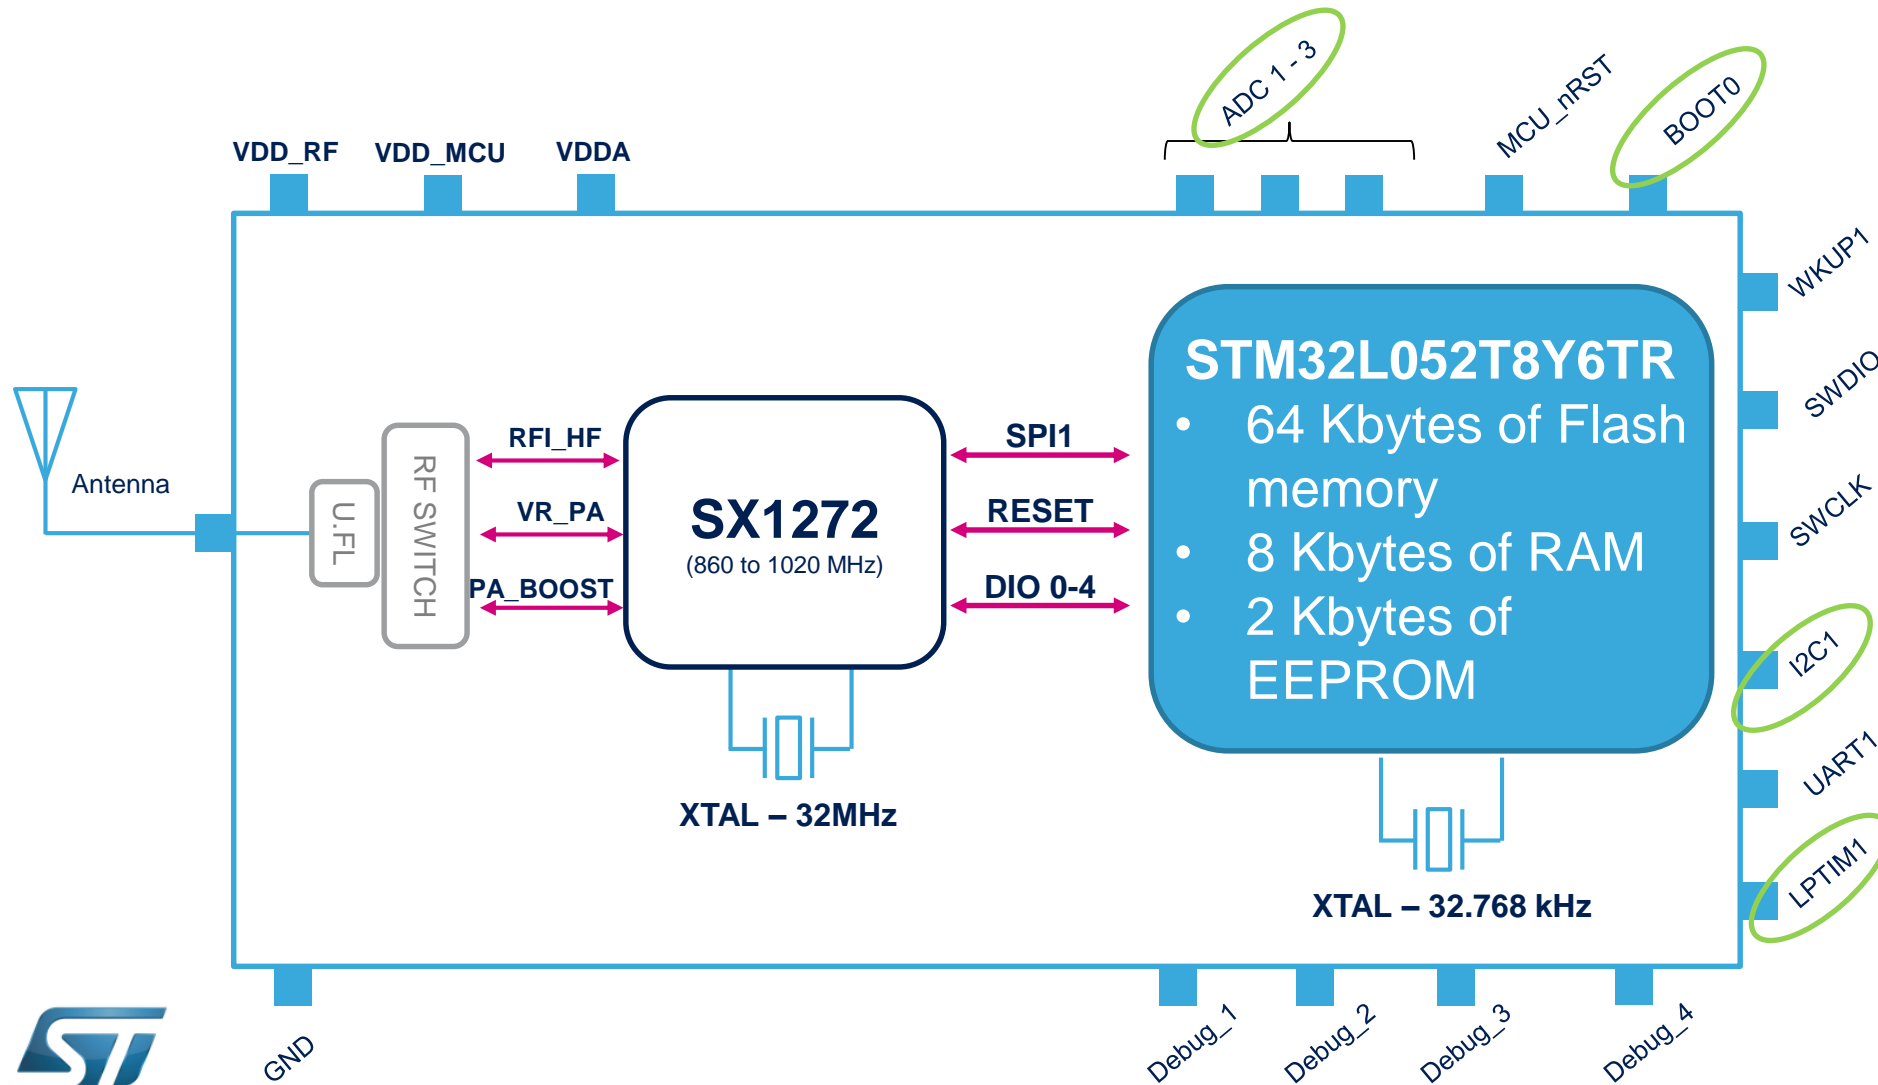 ADC 1 - 3
MCU_nRST
BOOT0
VDD_RF
VDD_MCU
VDDA
WKUP1
SWDIO
SWCLK
I2C1
UART1
LPTIM1
Antenna
U.FL
RF SWITCH
RFI_HF
VR_PA
PA_BOOST
SX1272
(860 to 1020 MHz)
SPI1
RESET
DIO 0-4
STM32L052T8Y6TR
• 64 Kbytes of Flash
memory
• 8 Kbytes of RAM
• 2 Kbytes of
EEPROM
XTAL – 32MHz
XTAL – 32.768 kHz
GND
Debug_1
Debug_2
Debug_3
Debug_4
ST